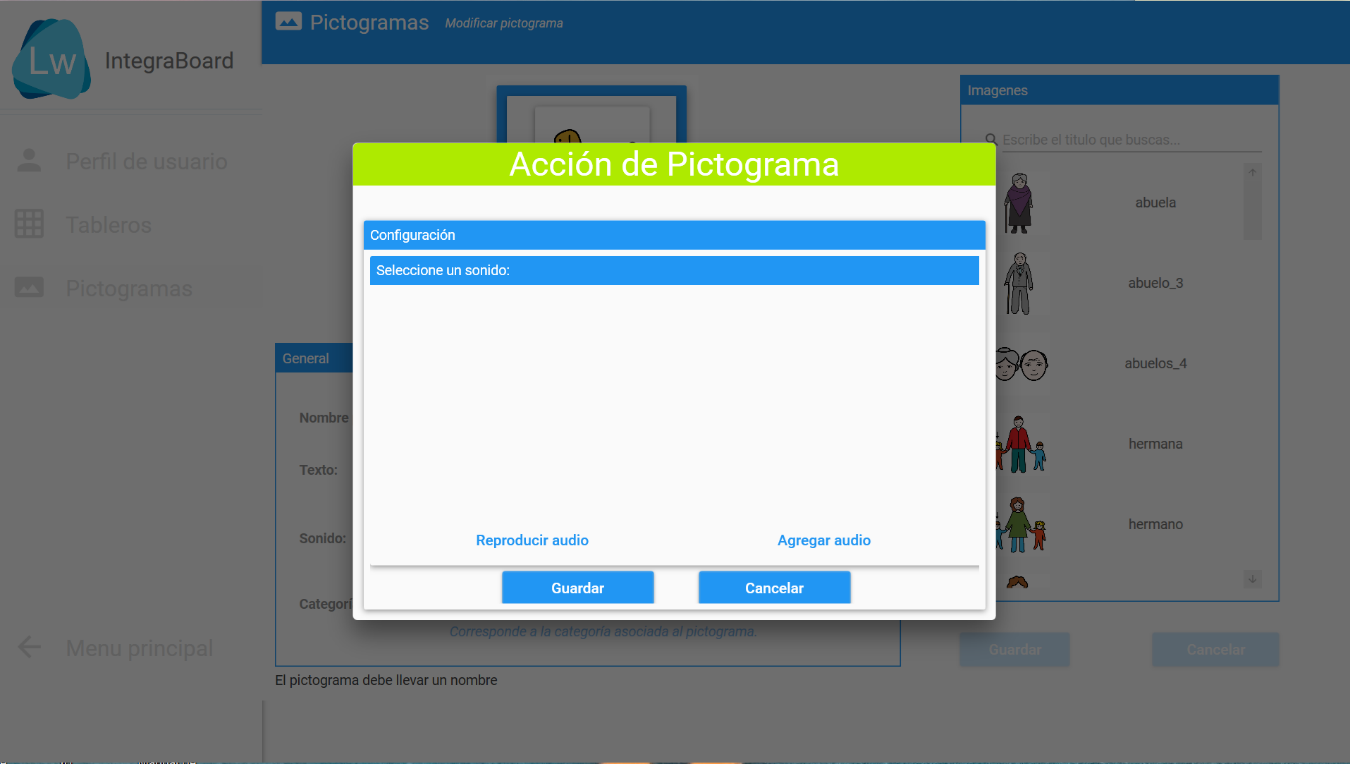 Lw
IntegraBoard
Perfil de usuario
Tableros
Pictogramas
Menu principal
Pictogramas Modificar pictograma
Acción de Pictograma
Configuración
Seleccione un sonido:
Reproducir audio Agregar audio
Guardar Cancelar
General
Nombre
Texto:
Sonido:
Categorí
Corresponde a la categoría asociada al pictograma.
El pictograma debe llevar un nombre
Imagenes
Escribe el titulo que buscas...
abuela
abuelo_3
abuelos_4
hermana
hermano
Guardar Cancelar